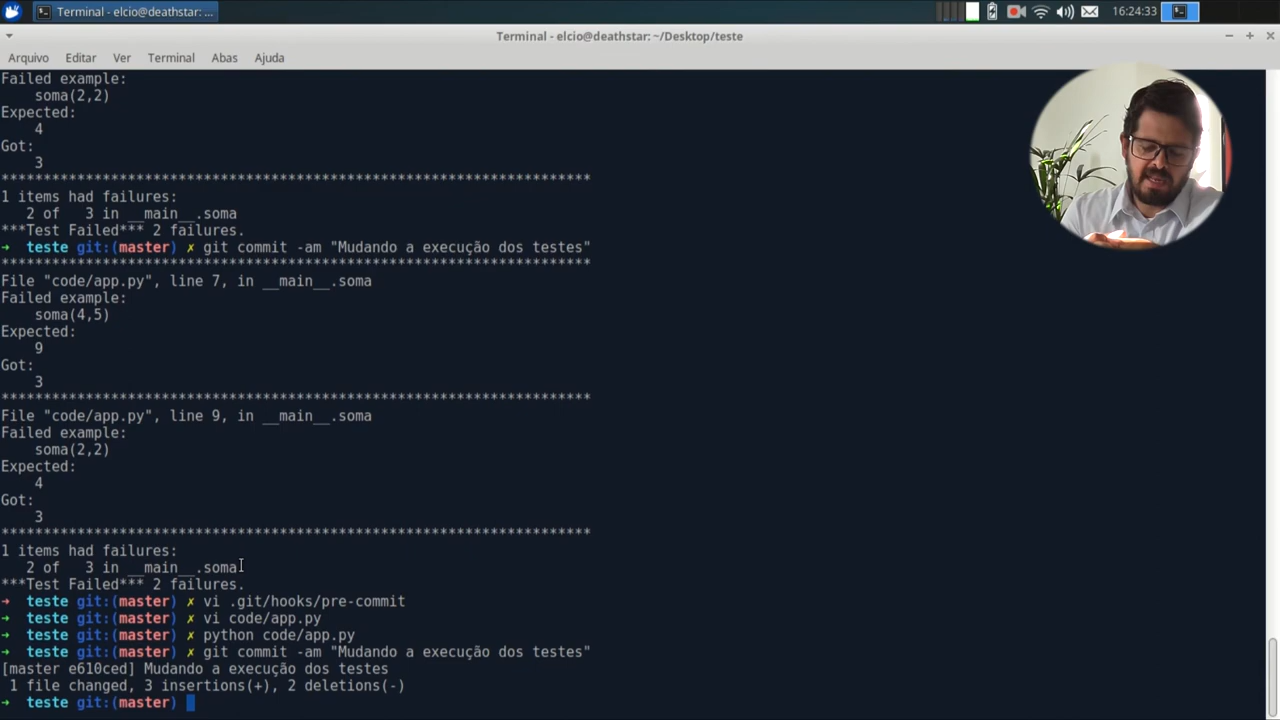 Terminal - elcio@deathstar: ...
16:24:33
Terminal - elcio@deathstar: ~/Desktop/teste
Arquivo Editar Ver Terminal Abas Ajuda
Failed example:
    soma(2,2)
Expected:
    4
Got:
    3
**********************************************************************
1 items had failures:
   2 of   3 in __main__.soma
***Test Failed*** 2 failures.
➜  teste git:(master) ✗ git commit -am "Mudando a execução dos testes"
**********************************************************************
File "code/app.py", line 7, in __main__.soma
Failed example:
    soma(4,5)
Expected:
    9
Got:
    3
**********************************************************************
File "code/app.py", line 9, in __main__.soma
Failed example:
    soma(2,2)
Expected:
    4
Got:
    3
**********************************************************************
1 items had failures:
   2 of   3 in __main__.soma
***Test Failed*** 2 failures.
➜  teste git:(master) ✗ vi .git/hooks/pre-commit
➜  teste git:(master) ✗ vi code/app.py
➜  teste git:(master) ✗ python code/app.py
➜  teste git:(master) ✗ git commit -am "Mudando a execução dos testes"
[master e610ced] Mudando a execução dos testes
 1 file changed, 3 insertions(+), 2 deletions(-)
➜  teste git:(master)